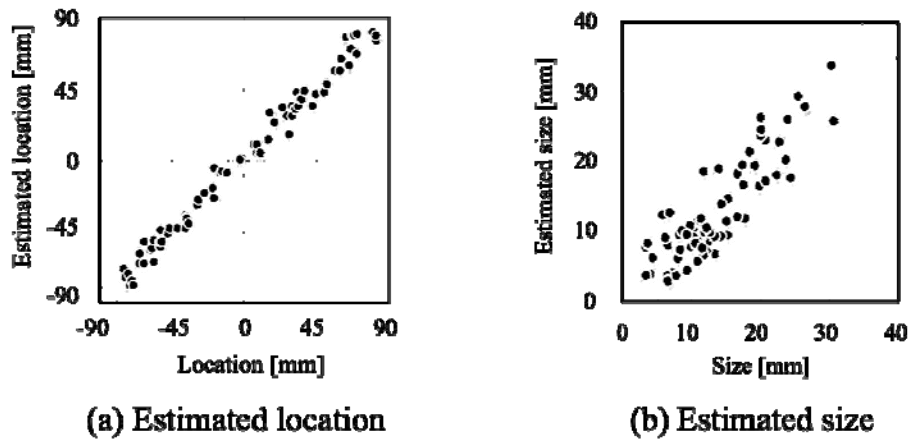 90
45
0
-45
-90
Estimated location [mm]
-90 -45 0 45 90
Location [mm]
(a) Estimated location
40
30
20
10
0
Estimated size [mm]
0 10 20 30 40
Size [mm]
(b) Estimated size